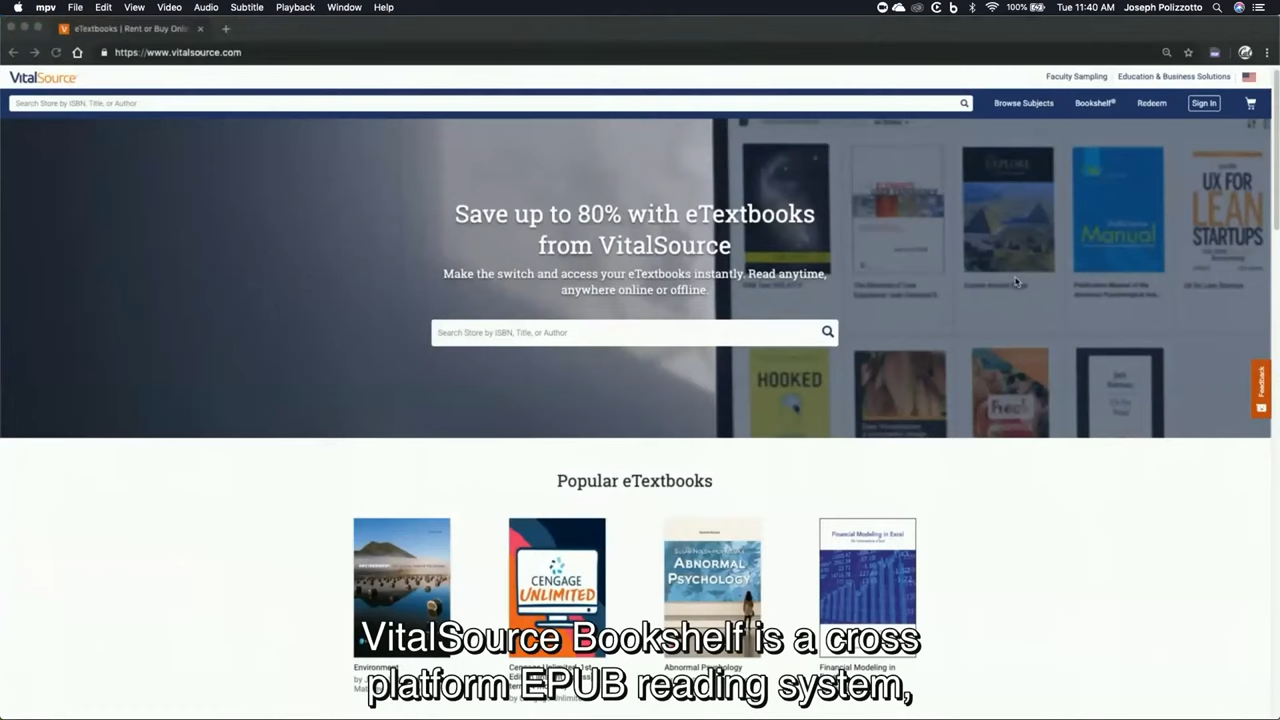 mpv File Edit View Video Audio Subtitle Playback Window Help 100% Tue 11:40 AM Joseph Polizzotto
eTextbooks | Rent or Buy Onli
https://www.vitalsource.com
VitalSource
Faculty Sampling Education & Business Solutions
Search Store by ISBN, Title, or Author
Browse Subjects Bookshelf® Redeem Sign In
Save up to 80% with eTextbooks
from VitalSource
Make the switch and access your eTextbooks instantly. Read anytime,
anywhere online or offline.
Search Store by ISBN, Title, or Author
EXPLORE
Manual
UX FOR
LEAN
STARTUPS
HOOKED
Fresh
Feedback
Popular eTextbooks
CENGAGE
UNLIMITED
ABNORMAL
PSYCHOLOGY
Financial Modeling in Excel
Environment
Abnormal Psychology
Financial Modeling in
VitalSource Bookshelf is a cross
platform EPUB reading system,